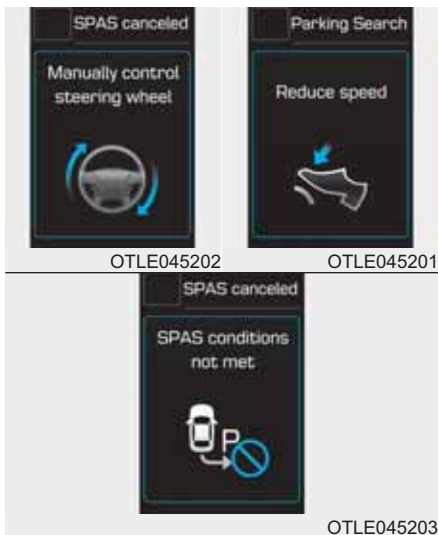 SPAS canceled
Manually control
steering wheel
OTLE045202
Parking Search
Reduce speed
OTLE045201
SPAS canceled
SPAS conditions
not met
P
OTLE045203